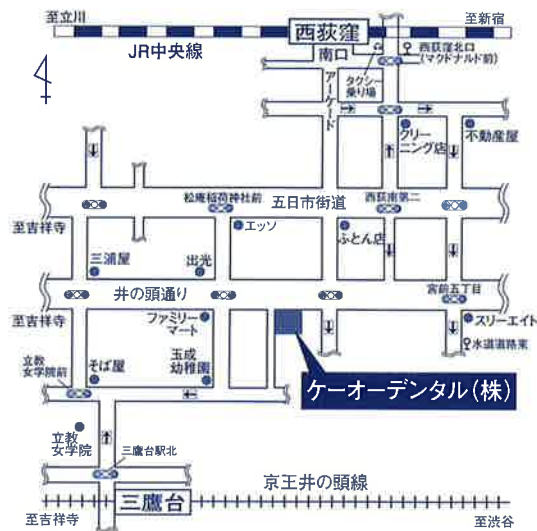 至立川
西荻窪
至新宿
JR中央線
南口
西荻窪北口
(マクドナルド前)
タクシー
乗り場
アーケード
クリー
ニング店
不動産屋
松庵稲荷神社前
五日市街道
西荻南第二
至吉祥寺
エッソ
ふとん店
三浦屋
出光
井の頭通り
宮前五丁目
至吉祥寺
ファミリー
マート
スリーエイト
水道道路東
立教
女学院前
そば屋
玉成
幼稚園
ケーオーデンタル(株)
立教
女学院
三鷹台駅北
京王井の頭線
至吉祥寺
三鷹台
至渋谷